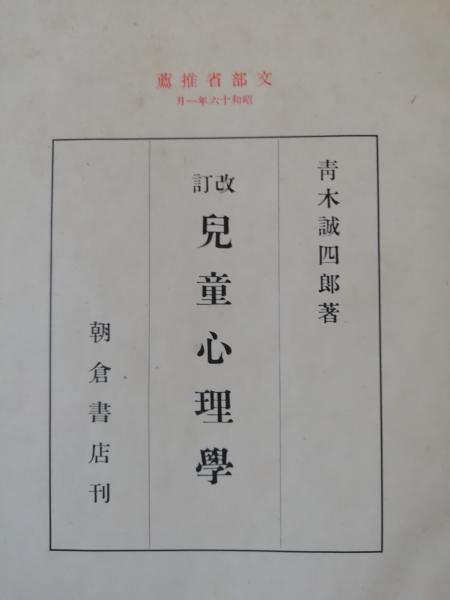 文部省推薦
昭和十六年一月
靑木誠四郎著
改訂
兒童心理學
朝倉書店刊